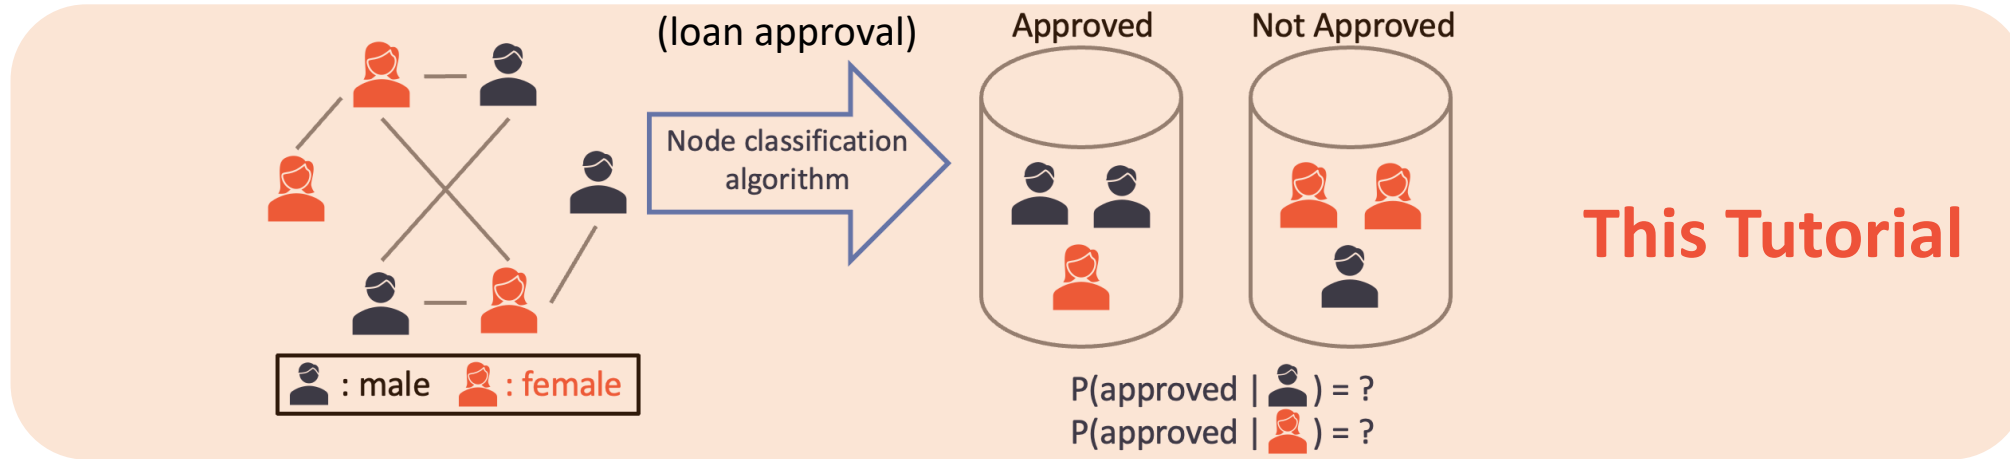 (loan approval)
Approved
Not Approved
Node classification
algorithm
This Tutorial
: male : female
P(approved | ) = ?
P(approved | ) = ?